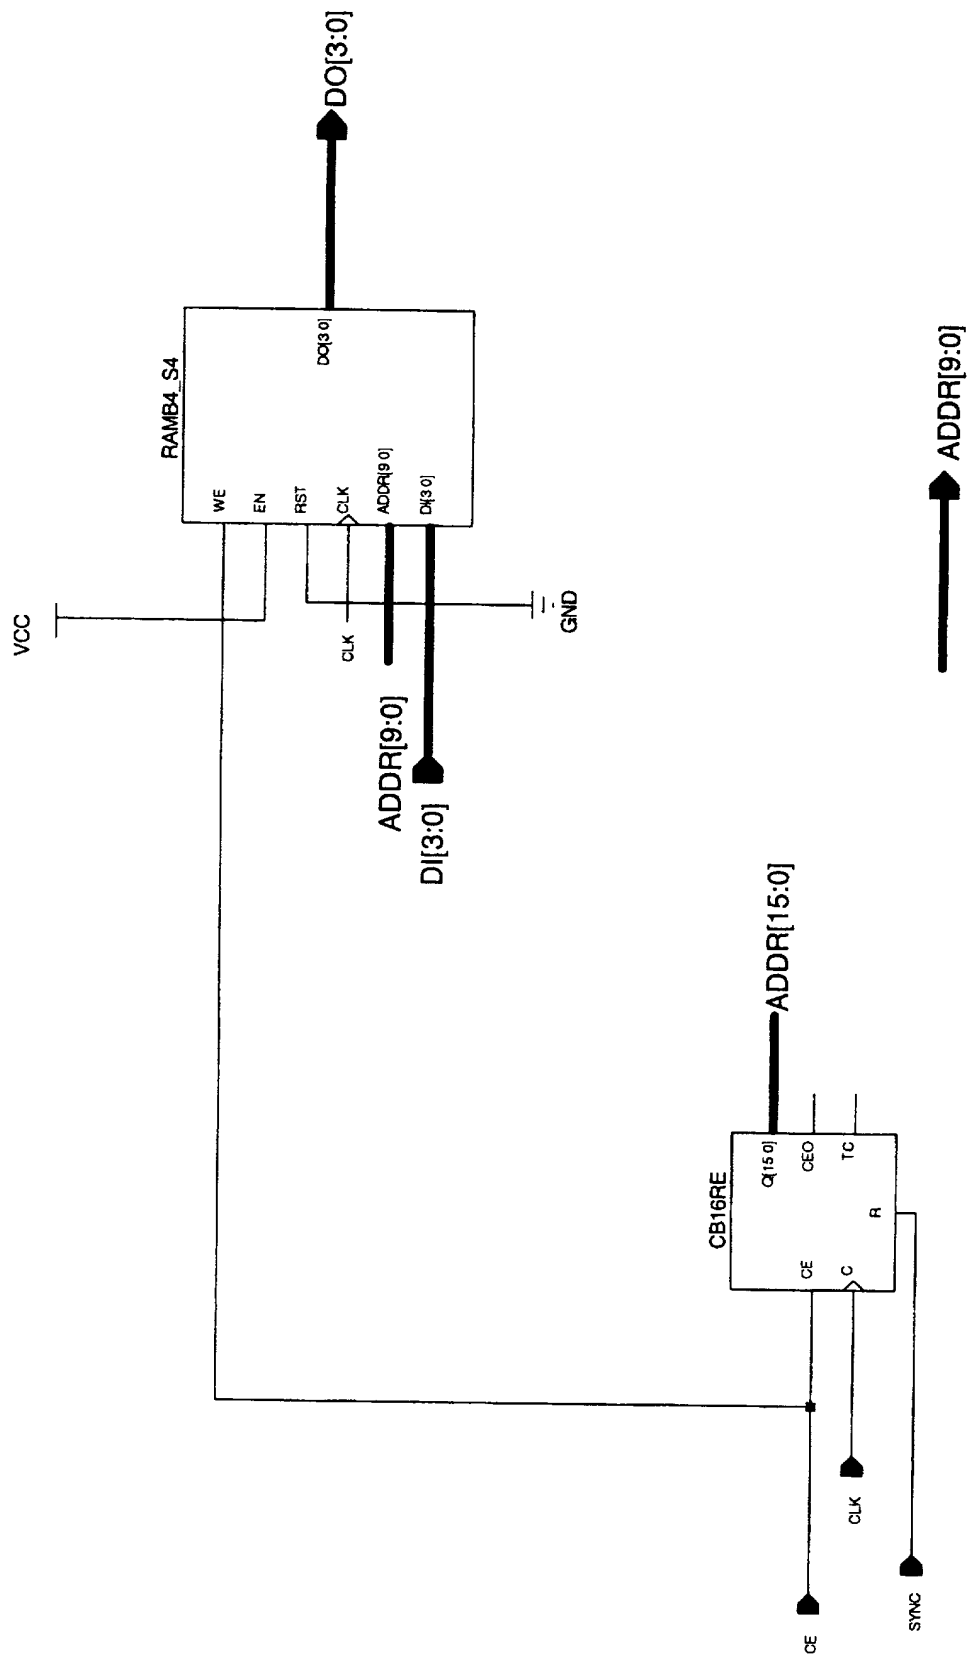 VCC
RAMB4_S4
WE
EN
RST
CLK
ADDR[9:0]
DI[3:0]
DO[3:0]
DO[3:0]
CLK
ADDR[9:0]
DI[3:0]
GND
CB16RE
CE
C
R
Q[15:0]
CEO
TC
ADDR[15:0]
ADDR[9:0]
CE
CLK
SYNC